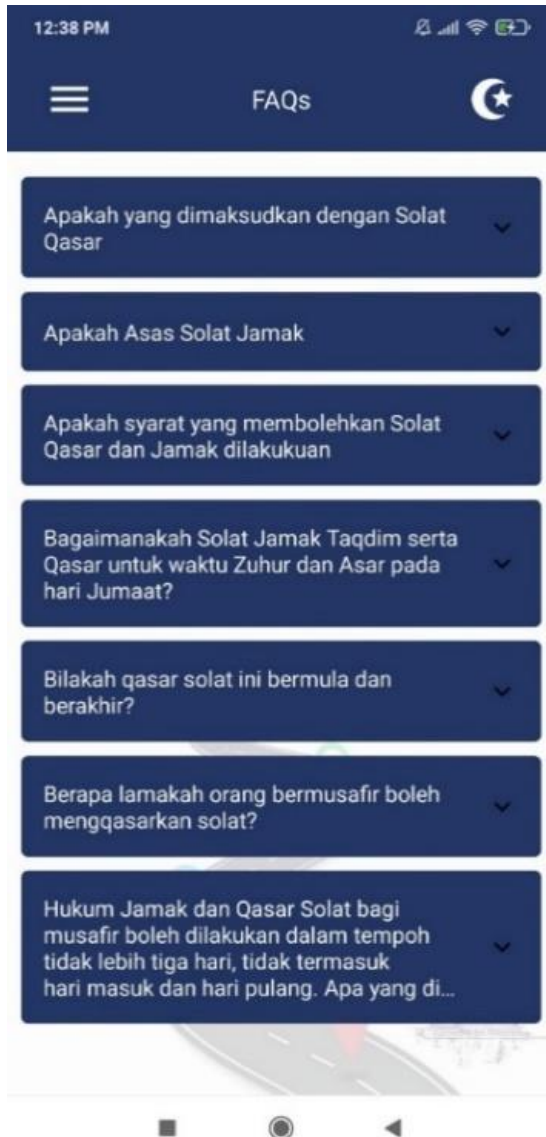 12:38 PM
FAQs
Apakah yang dimaksudkan dengan Solat
Qasar
Apakah Asas Solat Jamak
Apakah syarat yang membolehkan Solat
Qasar dan Jamak dilakukuan
Bagaimanakah Solat Jamak Taqdim serta
Qasar untuk waktu Zuhur dan Asar pada
hari Jumaat?
Bilakah qasar solat ini bermula dan
berakhir?
Berapa lamakah orang bermusafir boleh
mengqasarkan solat?
Hukum Jamak dan Qasar Solat bagi
musafir boleh dilakukan dalam tempoh
tidak lebih tiga hari, tidak termasuk
hari masuk dan hari pulang. Apa yang di...